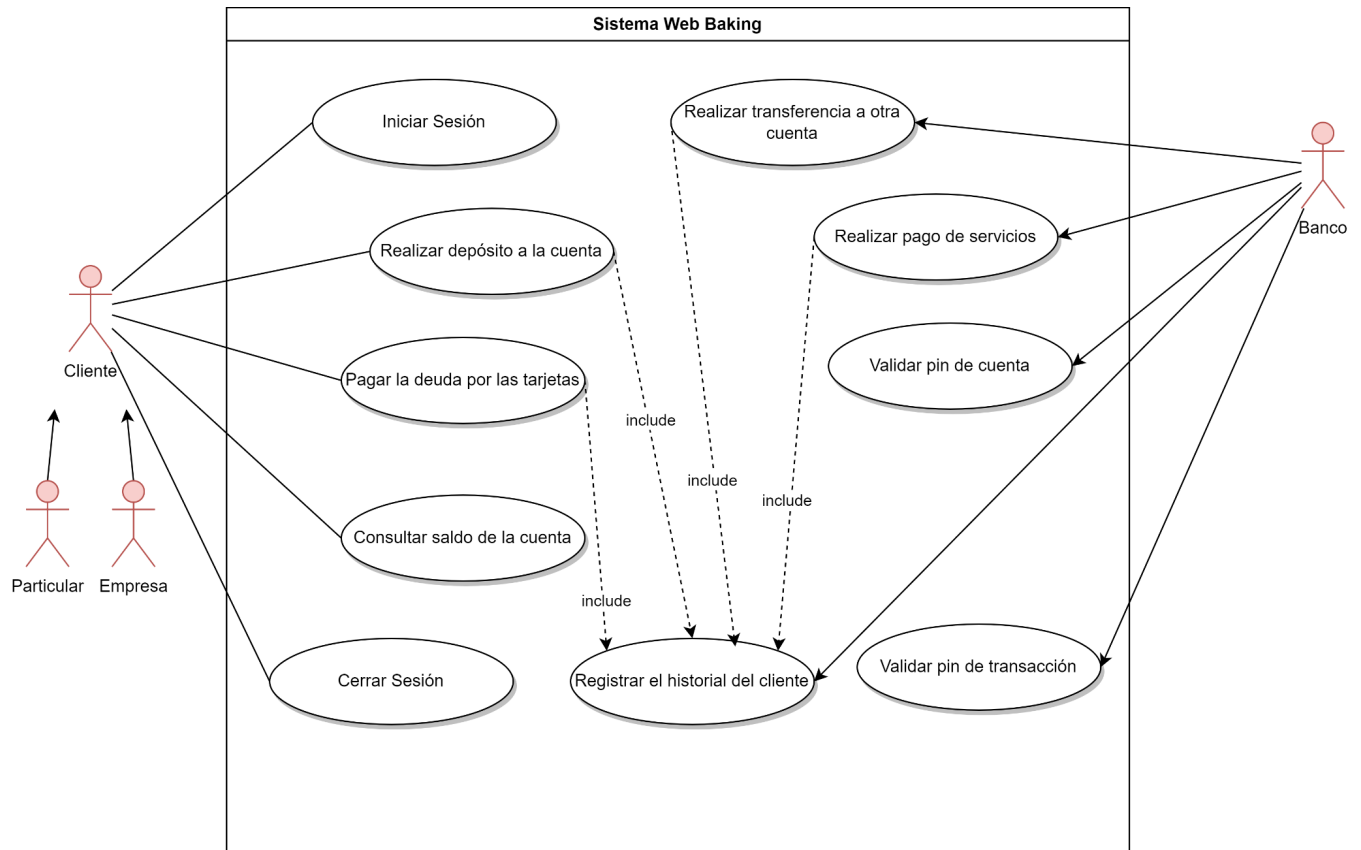 Sistema Web Baking
Iniciar Sesión
Realizar transferencia a otra
cuenta
Realizar depósito a la cuenta
Realizar pago de servicios
Banco
Cliente
Pagar la deuda por las tarjetas
Validar pin de cuenta
include
include
include
Consultar saldo de la cuenta
Particular
Empresa
include
Cerrar Sesión
Registrar el historial del cliente
Validar pin de transacción